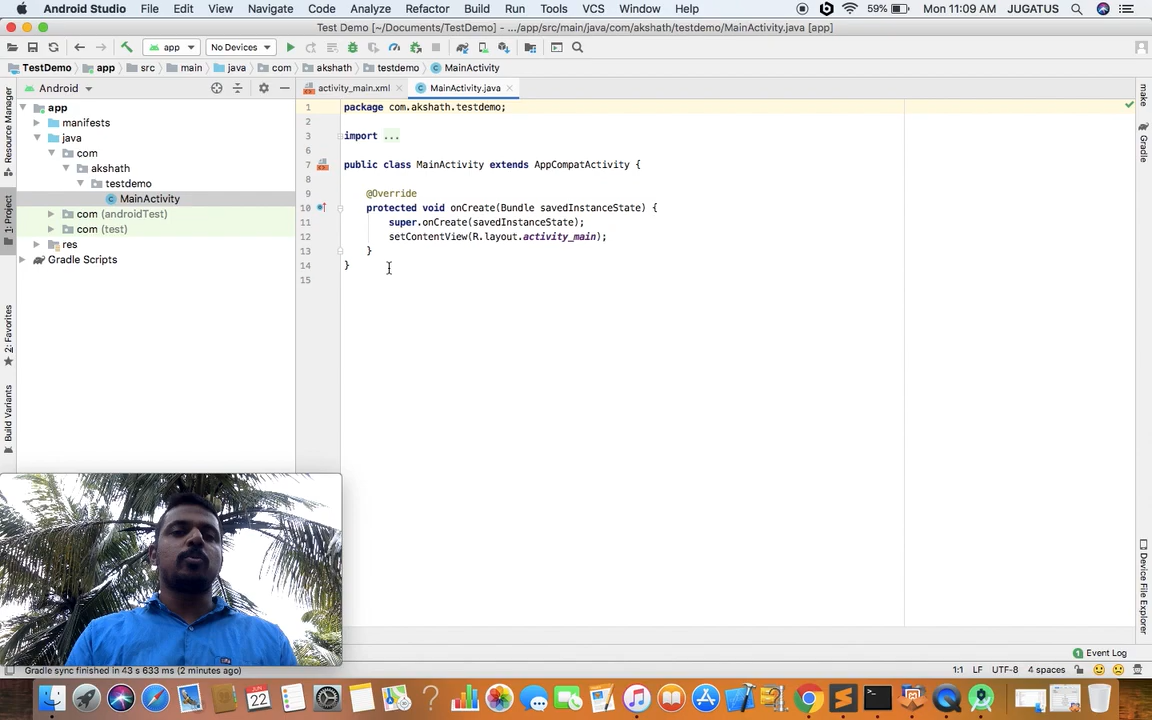 Android Studio File Edit View Navigate Code Analyze Refactor Build Run Tools VCS Window Help 59% Mon 11:09 AM JUGATUS
Test Demo [~/Documents/TestDemo] - .../app/src/main/java/com/akshath/testdemo/MainActivity.java [app]
app No Devices
TestDemo app src main java com akshath testdemo MainActivity
Android activity_main.xml MainActivity.java
app
manifests
java
com
akshath
testdemo
MainActivity
com (androidTest)
com (test)
res
Gradle Scripts
1 package com.akshath.testdemo;
2
3 import ...
6
7 public class MainActivity extends AppCompatActivity {
8
9 @Override
10 protected void onCreate(Bundle savedInstanceState) {
11 super.onCreate(savedInstanceState);
12 setContentView(R.layout.activity_main);
13 }
14 }
15
Resource Manager
1: Project
2: Favorites
Build Variants
make
Gradle
Device File Explorer
Event Log
Gradle sync finished in 43 s 633 ms (2 minutes ago) 1:1 LF UTF-8 4 spaces
JUN
22